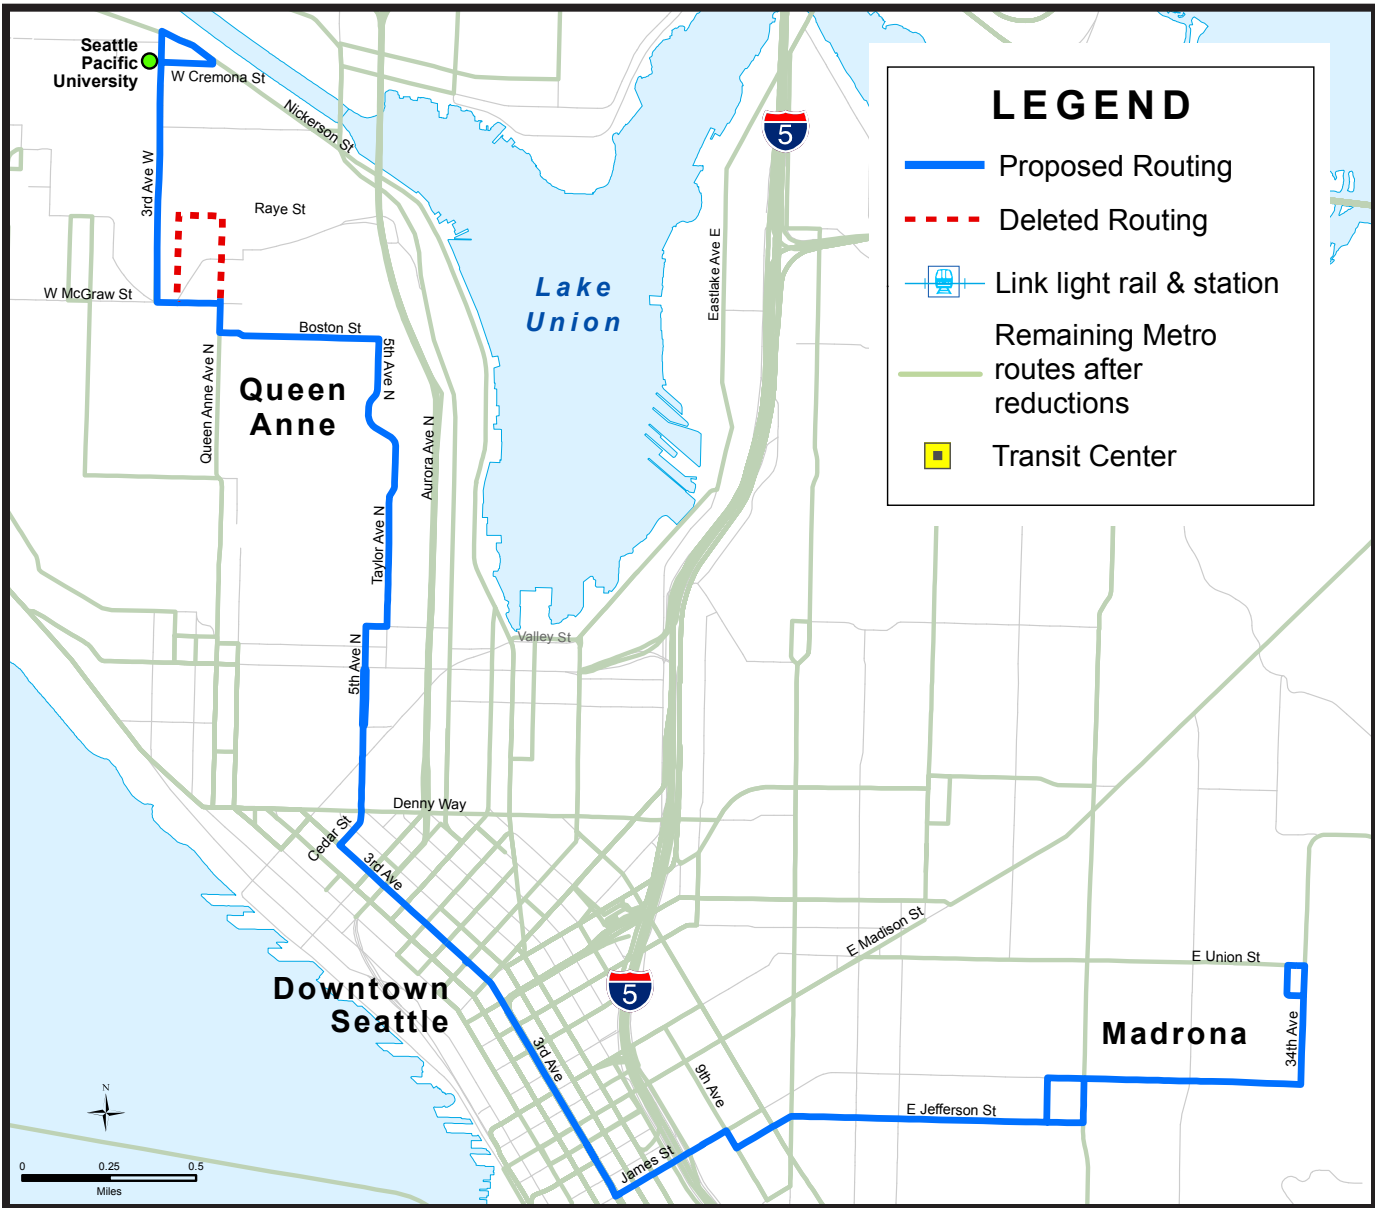 Seattle
Pacific
University
W Cremona St
Nickerson St
3rd Ave W
Raye St
W McGraw St
Boston St
5th Ave N
Queen Anne Ave N
Queen
Anne
Aurora Ave N
Taylor Ave N
5th Ave N
Lake
Union
Eastlake Ave E
5
Valley St
Denny Way
Cedar St
3rd Ave
Downtown
Seattle
3rd Ave
5
9th Ave
James St
E Madison St
E Jefferson St
E Union St
Madrona
34th Ave
LEGEND
Proposed Routing
Deleted Routing
Link light rail & station
Remaining Metro
routes after
reductions
Transit Center
N
0 0.25 0.5
Miles